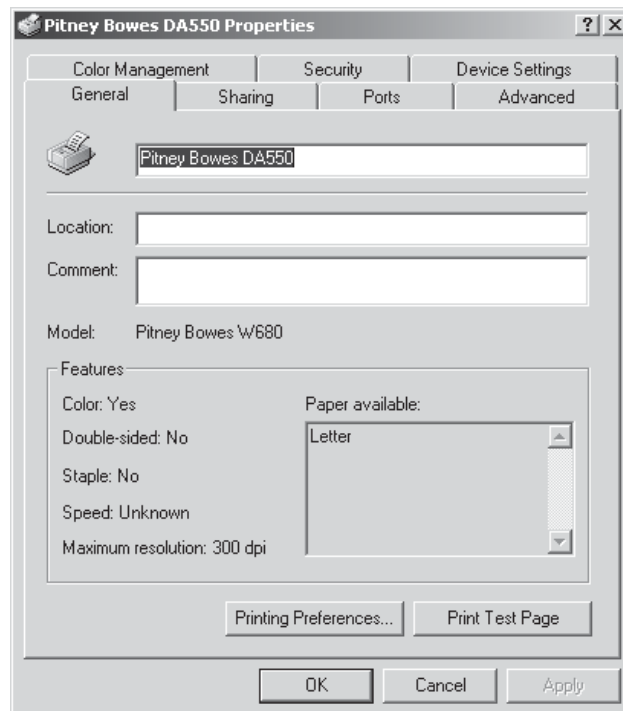 Pitney Bowes DA550 Properties
Color Management Security Device Settings
General Sharing Ports Advanced
Pitney Bowes DA550
Location:
Comment:
Model: Pitney Bowes W680
Features
Color: Yes
Paper available:
Double-sided: No
Letter
Staple: No
Speed: Unknown
Maximum resolution: 300 dpi
Printing Preferences... Print Test Page
OK Cancel Apply